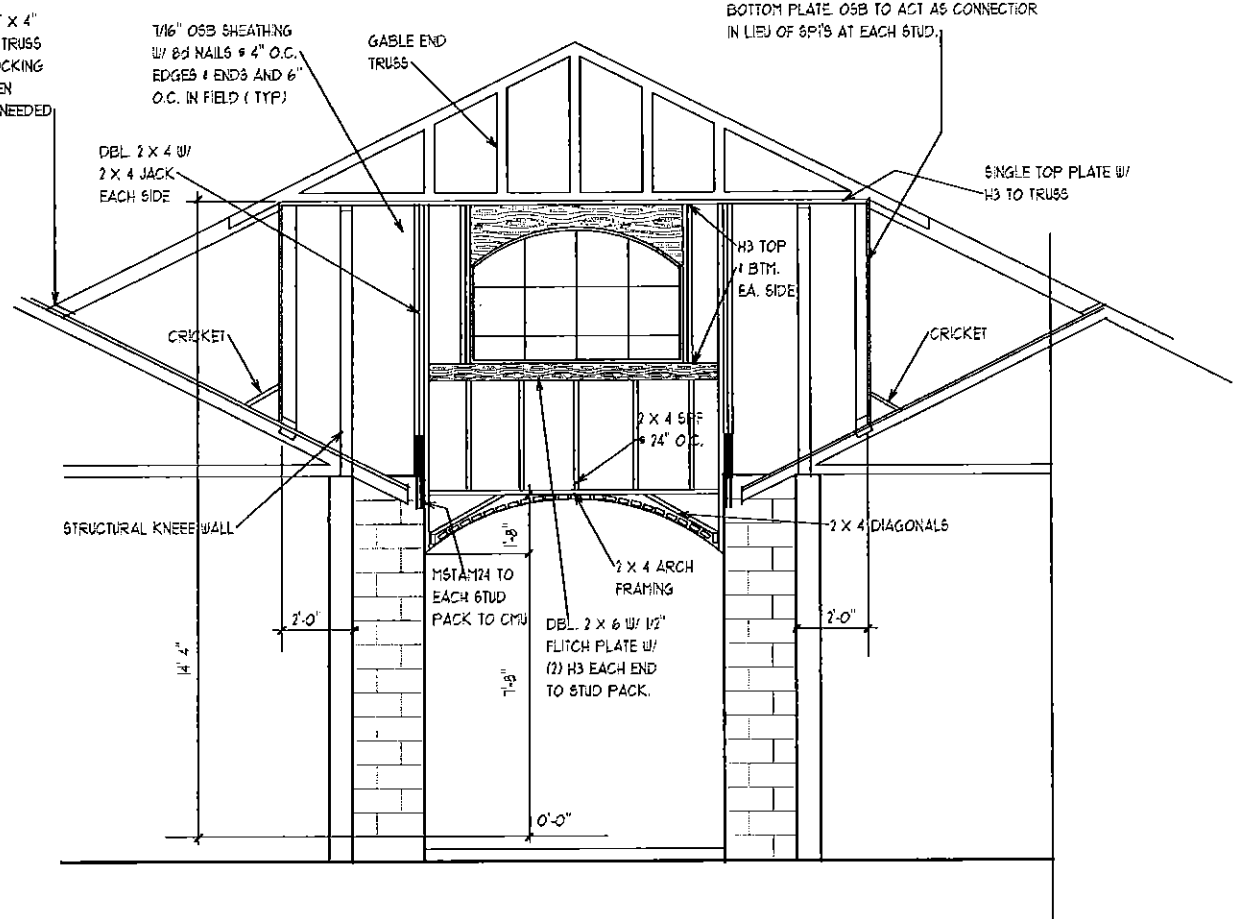 X 4"
TRUSS
OCKING
EN
NEEDED
7/16" OSB SHEATHING
W/ 8d NAILS @ 4" O.C.
EDGES & ENDS AND 6"
O.C. IN FIELD ( TYP)
GABLE END
TRUSS
BOTTOM PLATE. OSB TO ACT AS CONNECTIOR
IN LIEU OF SPI'S AT EACH STUD.
DBL. 2 X 4 W/
2 X 4 JACK
EACH SIDE
SINGLE TOP PLATE W/
H3 TO TRUSS
H3 TOP
& BTM.
EA. SIDE
CRICKET
CRICKET
2 X 4 SPF
@ 24" O.C.
STRUCTURAL KNEEE WALL
2 X 4 DIAGONALS
1'-8"
MSTAM24 TO
EACH STUD
PACK TO CMU
2 X 4 ARCH
FRAMING
2'-0"
2'-0"
DBL. 2 X 6 W/ 1/2"
FLITCH PLATE W/
(2) H3 EACH END
TO STUD PACK.
14' 4"
7'-8"
0'-0"